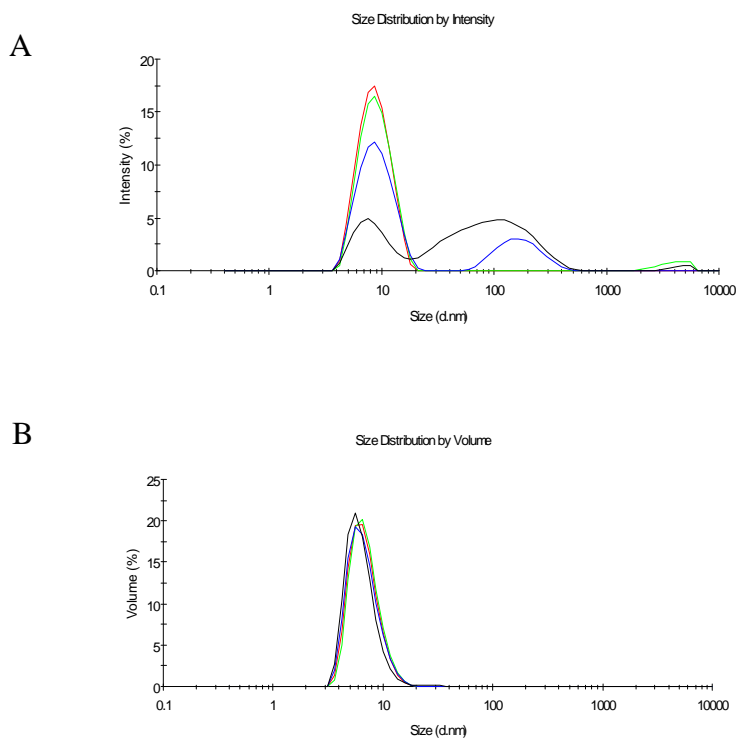 Size Distribution by Intensity
A
20
15
10
5
0
Intensity (%)
0.1 1 10 100 1000 10000
Size (d.nm)
B
Size Distribution by Volume
25
20
15
10
5
0
Volume (%)
0.1 1 10 100 1000 10000
Size (d.nm)